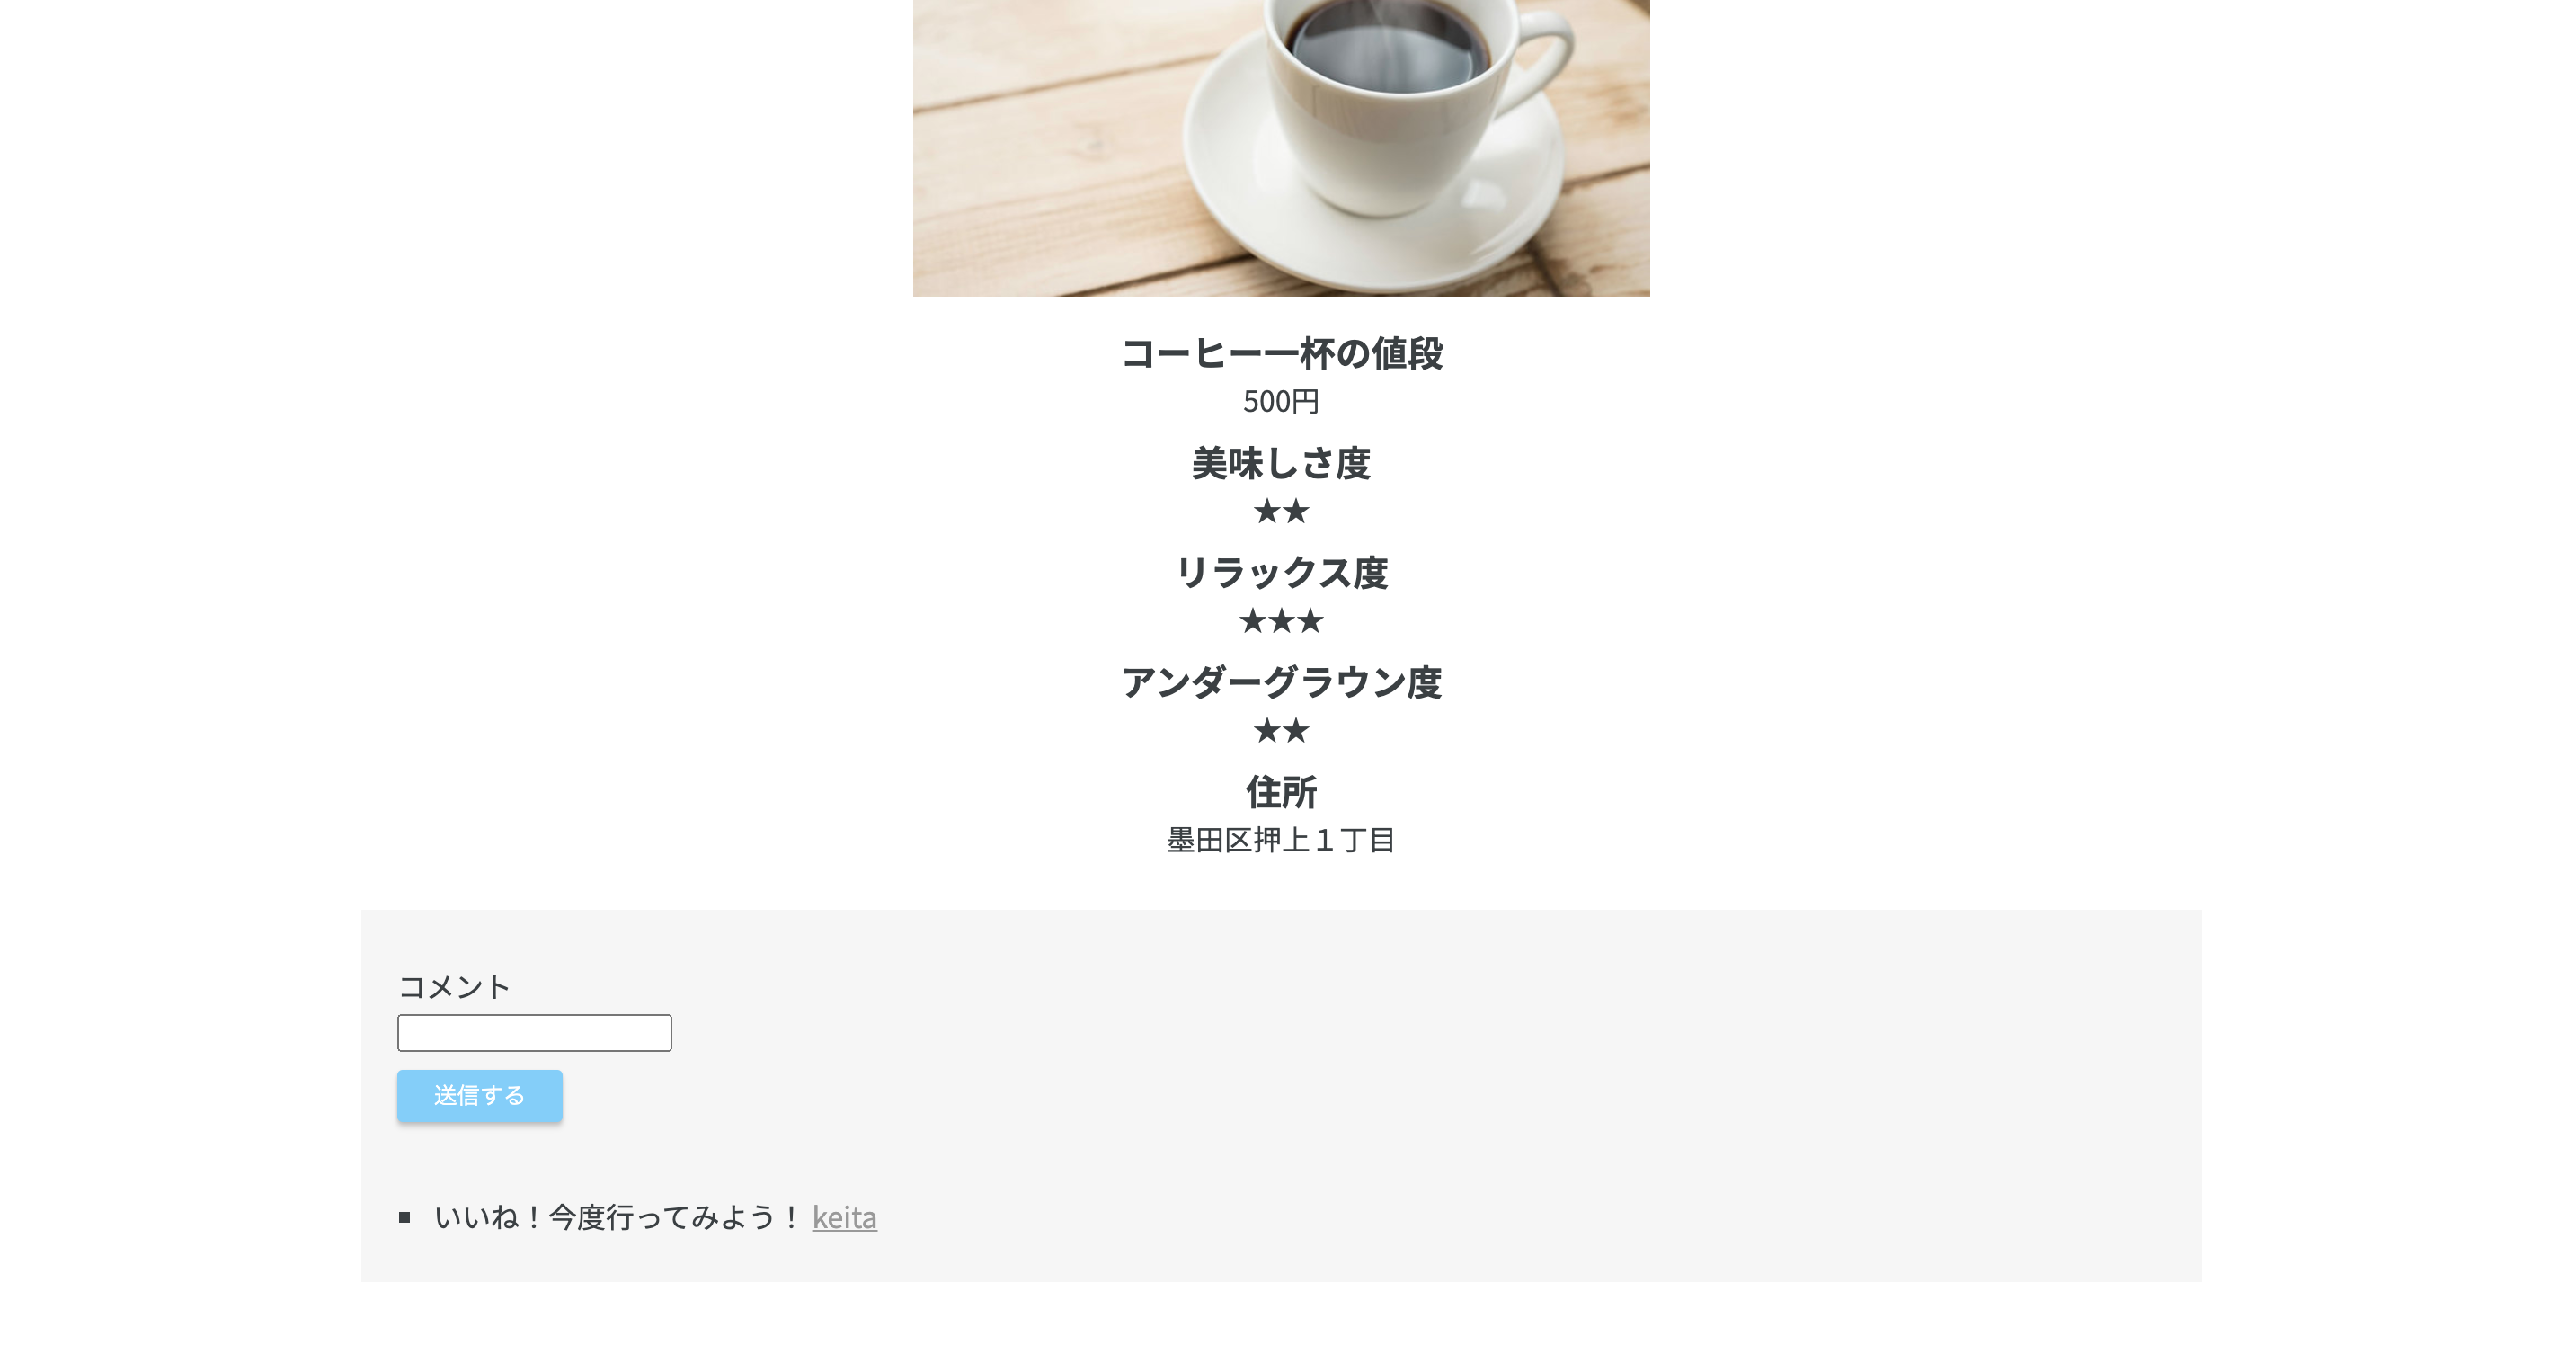 コーヒー一杯の値段
500円
美味しさ度
★★
リラックス度
★★★
アンダーグラウン度
★★
住所
墨田区押上１丁目
コメント
送信する
いいね！今度行ってみよう！ keita